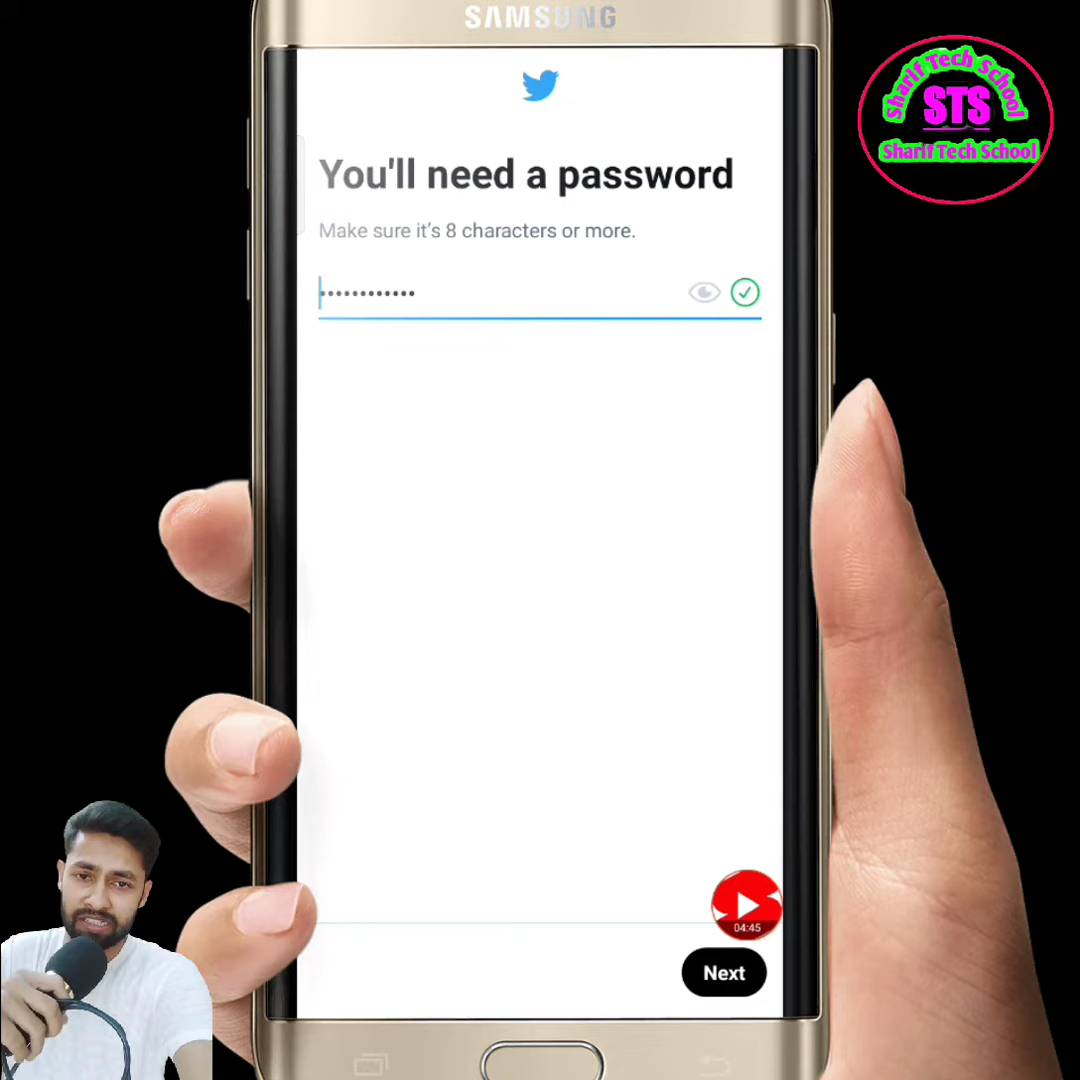 SAMSUNG
Sharif Tech School
STS
Sharif Tech School
You'll need a password
Make sure it's 8 characters or more.
••••••••••••
04:45
Next